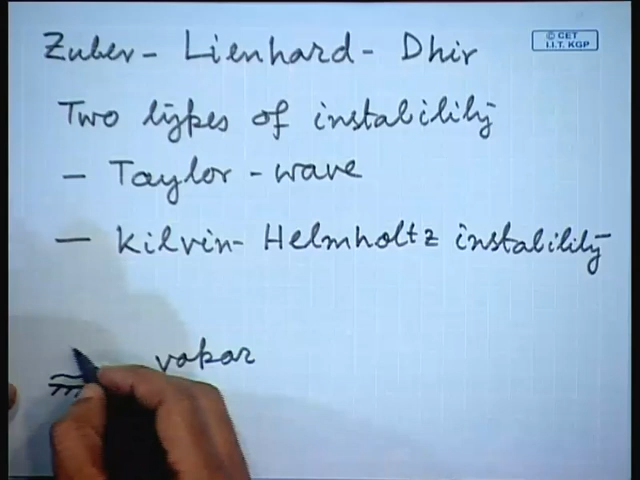 Zuber - Lienhard - Dhir
© CET
I.I.T. KGP
Two types of instability
- Taylor - wave
- Kilvin - Helmholtz instability
vapor